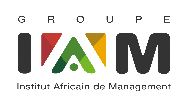 GROUPE
IAM
Institut Africain de Management